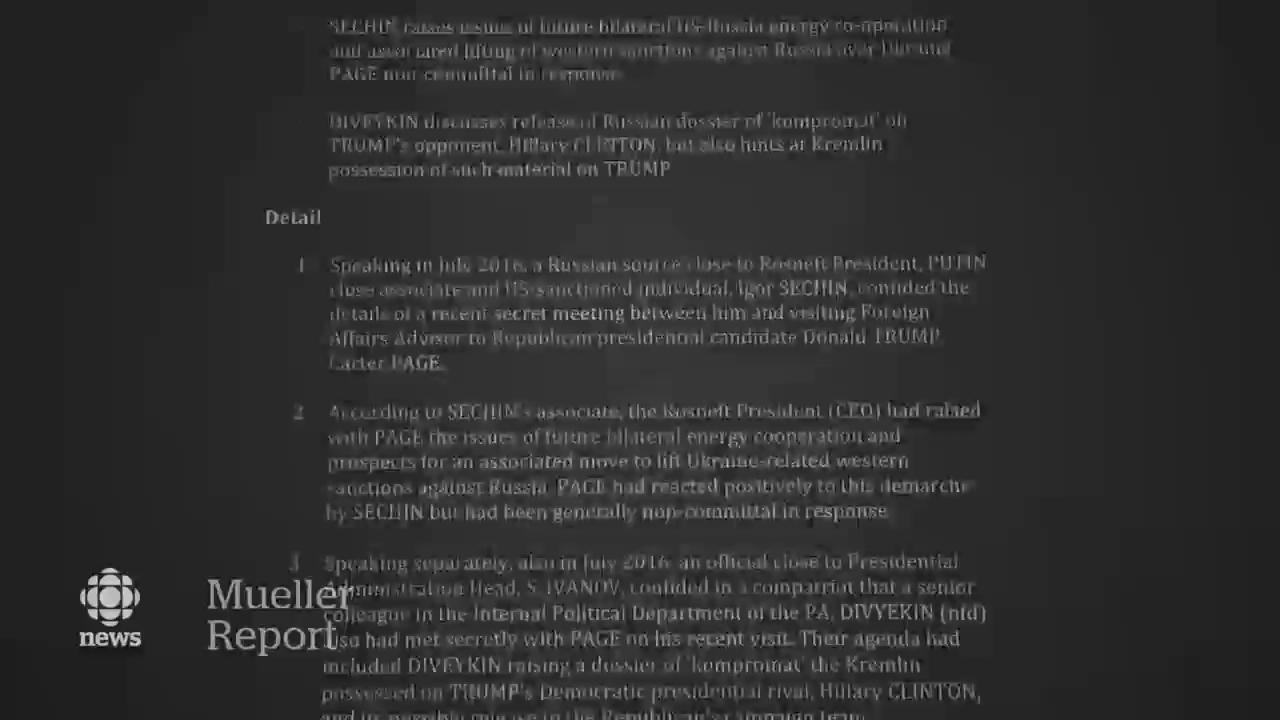 SECHIN raises issues of future bilateral US-Russia energy co-operation
and associated lifting of western sanctions against Russia over Ukraine.
PAGE non-committal in response
DIVEYKIN discusses release of Russian dossier of 'kompromat' on
TRUMP's opponent, Hillary CLINTON, but also hints at Kremlin
possession of such material on TRUMP
Detail
1 Speaking in July 2016, a Russian source close to Rosneft President, PUTIN
close associate and US-sanctioned individual, Igor SECHIN, confided the
details of a recent secret meeting between him and visiting Foreign
Affairs Advisor to Republican presidential candidate Donald TRUMP,
Carter PAGE.
2 According to SECHIN's associate, the Rosneft President (CEO) had raised
with PAGE the issues of future bilateral energy cooperation and
prospects for an associated move to lift Ukraine-related western
sanctions against Russia. PAGE had reacted positively to this demarche
by SECHIN but had been generally non-committal in response.
3 Speaking separately, also in July 2016, an official close to Presidential
Administration Head, S. IVANOV, confided in a compatriot that a senior
colleague in the Internal Political Department of the PA, DIVYEKIN (nfd)
also had met secretly with PAGE on his recent visit. Their agenda had
included DIVEYKIN raising a dossier of 'kompromat' the Kremlin
possessed on TRUMP's Democratic presidential rival, Hillary CLINTON,
and its possible release to the Republican's campaign team.
news
Mueller
Report